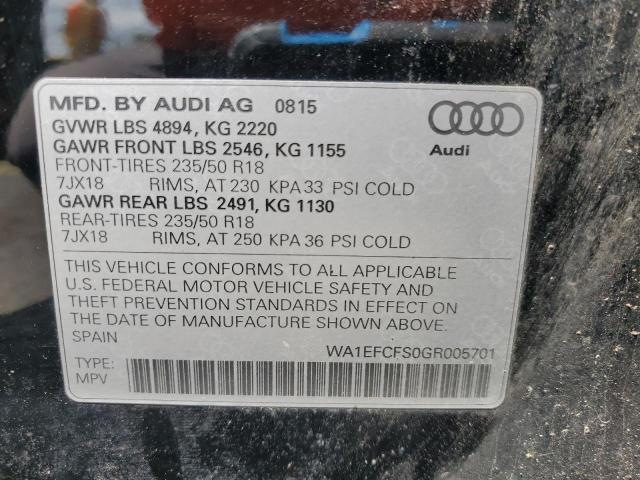 MFD. BY AUDI AG 0815
GVWR LBS 4894, KG 2220
GAWR FRONT LBS 2546, KG 1155
FRONT-TIRES 235/50 R18
7JX18 RIMS, AT 230 KPA 33 PSI COLD
GAWR REAR LBS 2491, KG 1130
REAR-TIRES 235/50 R18
7JX18 RIMS, AT 250 KPA 36 PSI COLD
Audi
THIS VEHICLE CONFORMS TO ALL APPLICABLE
U.S. FEDERAL MOTOR VEHICLE SAFETY AND
THEFT PREVENTION STANDARDS IN EFFECT ON
THE DATE OF MANUFACTURE SHOWN ABOVE.
SPAIN
WA1EFCFS0GR005701
TYPE:
MPV